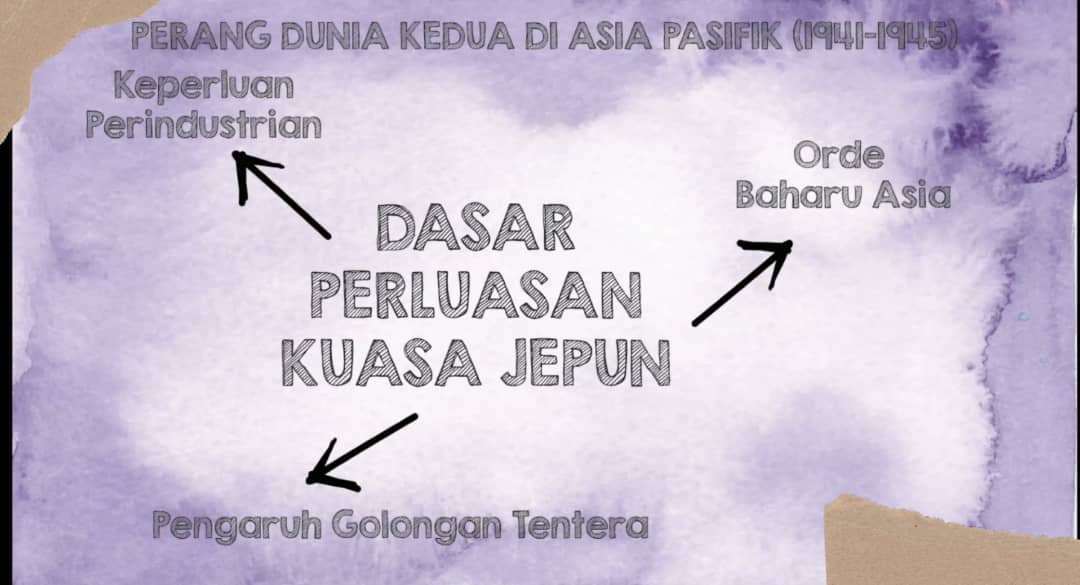 PERANG DUNIA KEDUA DI ASIA PASIFIK (1941-1945)
Keperluan
Perindustrian
Orde
Baharu Asia
DASAR
PERLUASAN
KUASA JEPUN
Pengaruh Golongan Tentera